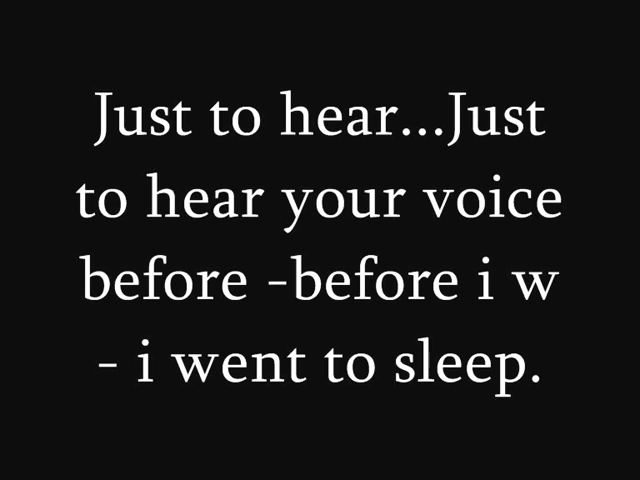 Just to hear...Just
to hear your voice
before -before i w
- i went to sleep.